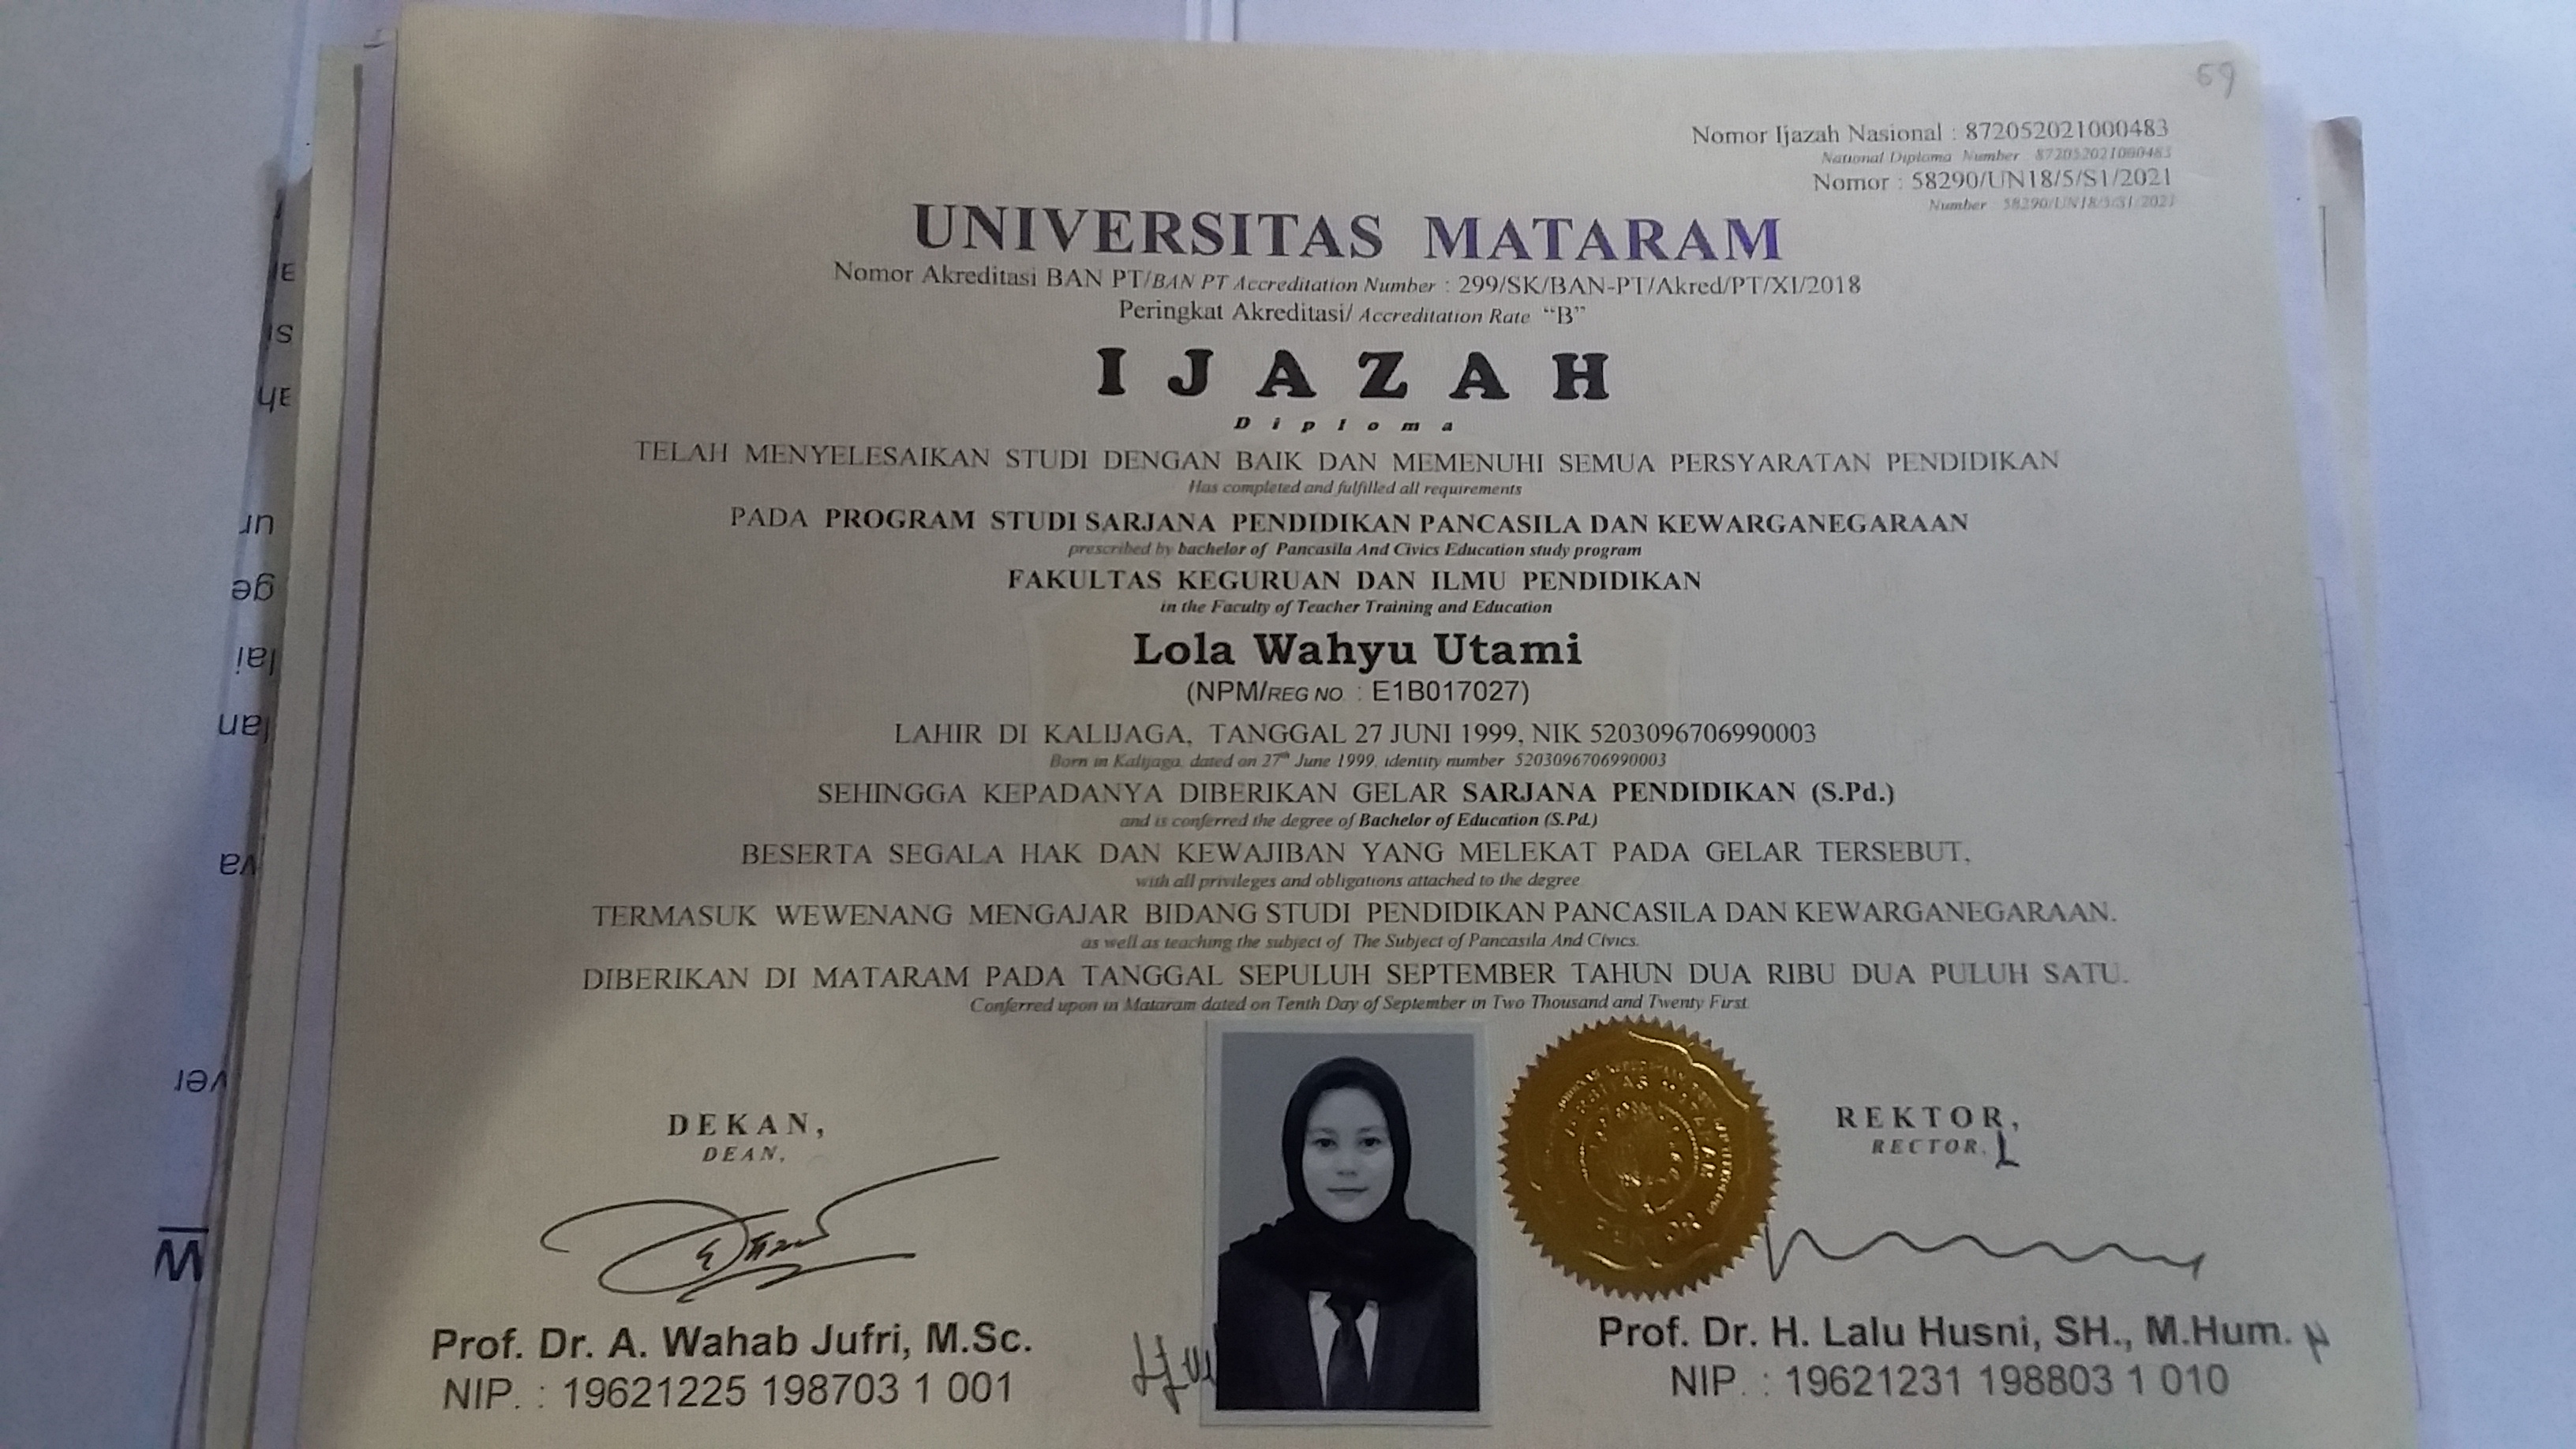 59
Nomor Ijazah Nasional : 872052021000483
National Diploma Number 872052021000483
Nomor : 58290/UN18/5/S1/2021
Number 58290/UN18/5/S1/2021
UNIVERSITAS MATARAM
Nomor Akreditasi BAN PT/BAN PT Accreditation Number : 299/SK/BAN-PT/Akred/PT/XI/2018
Peringkat Akreditasi/ Accreditation Rate “B”
IJAZAH
Diploma
TELAH MENYELESAIKAN STUDI DENGAN BAIK DAN MEMENUHI SEMUA PERSYARATAN PENDIDIKAN
Has completed and fulfilled all requirements
PADA PROGRAM STUDI SARJANA PENDIDIKAN PANCASILA DAN KEWARGANEGARAAN
prescribed by bachelor of Pancasila And Civics Education study program
FAKULTAS KEGURUAN DAN ILMU PENDIDIKAN
in the Faculty of Teacher Training and Education
Lola Wahyu Utami
(NPM/REG NO : E1B017027)
LAHIR DI KALIJAGA, TANGGAL 27 JUNI 1999, NIK 5203096706990003
Born in Kalijaga, dated on 27th June 1999, identity number 5203096706990003
SEHINGGA KEPADANYA DIBERIKAN GELAR SARJANA PENDIDIKAN (S.Pd.)
and is conferred the degree of Bachelor of Education (S.Pd.)
BESERTA SEGALA HAK DAN KEWAJIBAN YANG MELEKAT PADA GELAR TERSEBUT,
with all privileges and obligations attached to the degree
TERMASUK WEWENANG MENGAJAR BIDANG STUDI PENDIDIKAN PANCASILA DAN KEWARGANEGARAAN.
as well as teaching the subject of The Subject of Pancasila And Civics.
DIBERIKAN DI MATARAM PADA TANGGAL SEPULUH SEPTEMBER TAHUN DUA RIBU DUA PULUH SATU.
Conferred upon in Mataram dated on Tenth Day of September in Two Thousand and Twenty First
DEKAN,
DEAN,
REKTOR,
RECTOR,
Prof. Dr. A. Wahab Jufri, M.Sc.
NIP. : 19621225 198703 1 001
Prof. Dr. H. Lalu Husni, SH., M.Hum.
NIP. : 19621231 198803 1 010